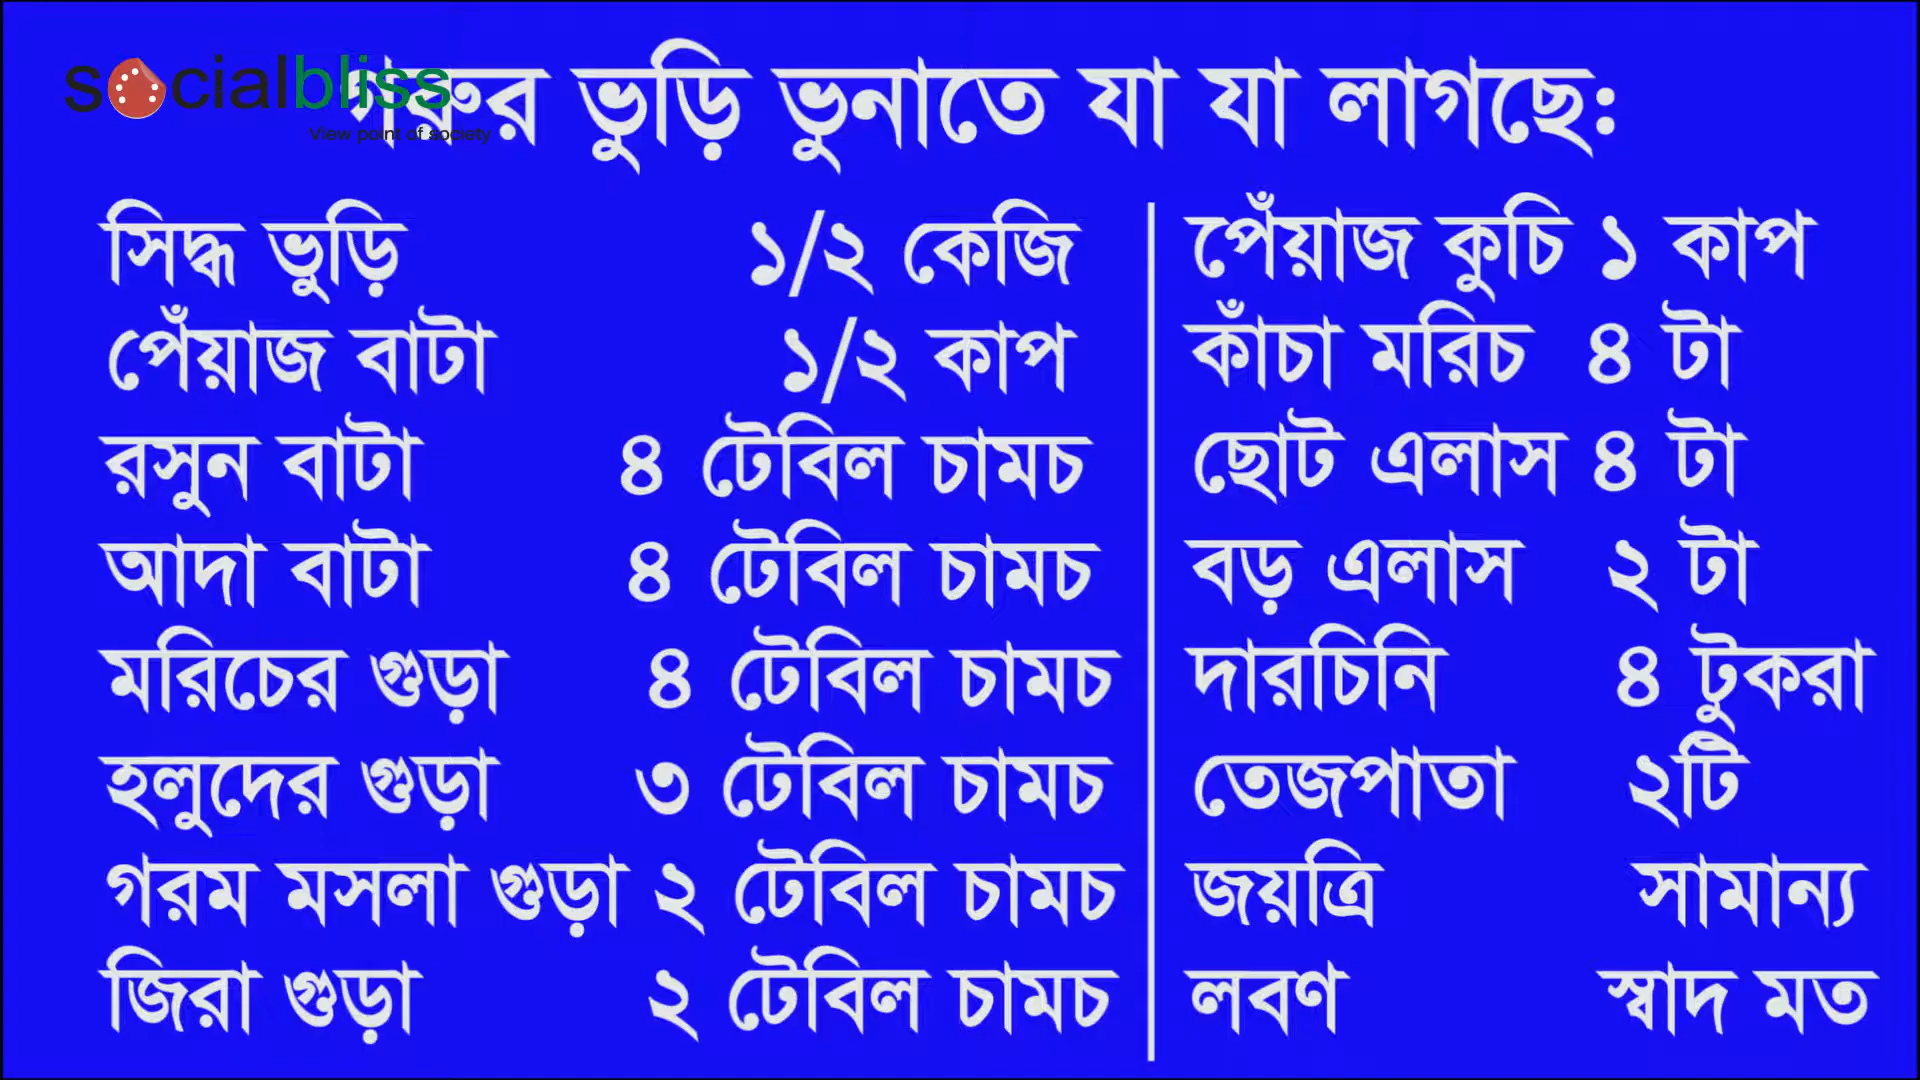 socialbliss
View point of society
গরুর ভুড়ি ভুনাতে যা যা লাগছে:
সিদ্ধ ভুড়ি ১/২ কেজি
পেঁয়াজ বাটা ১/২ কাপ
রসুন বাটা ৪ টেবিল চামচ
আদা বাটা ৪ টেবিল চামচ
মরিচের গুড়া ৪ টেবিল চামচ
হলুদের গুড়া ৩ টেবিল চামচ
গরম মসলা গুড়া ২ টেবিল চামচ
জিরা গুড়া ২ টেবিল চামচ
পেঁয়াজ কুচি ১ কাপ
কাঁচা মরিচ ৪ টা
ছোট এলাস ৪ টা
বড় এলাস ২ টা
দারচিনি ৪ টুকরা
তেজপাতা ২টি
জয়ত্রি সামান্য
লবণ স্বাদ মত